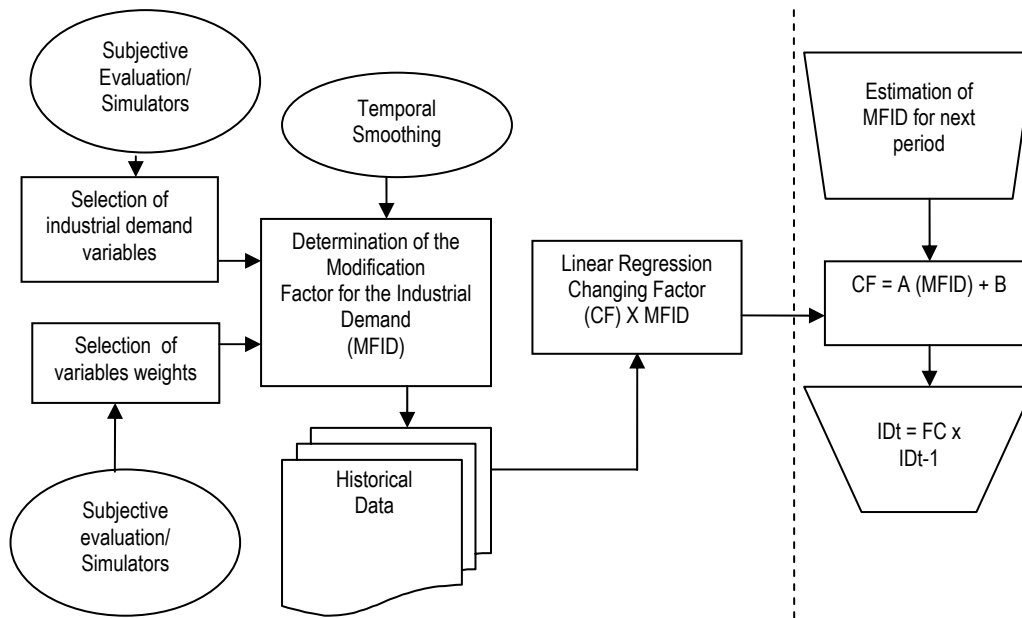 Subjective
Evaluation/
Simulators
Temporal
Smoothing
Selection of
industrial demand
variables
Determination of the
Modification
Factor for the Industrial
Demand
(MFID)
Selection of
variables weights
Subjective
evaluation/
Simulators
Historical
Data
Linear Regression
Changing Factor
(CF) X MFID
Estimation of
MFID for next
period
CF = A (MFID) + B
IDt = FC x
IDt-1